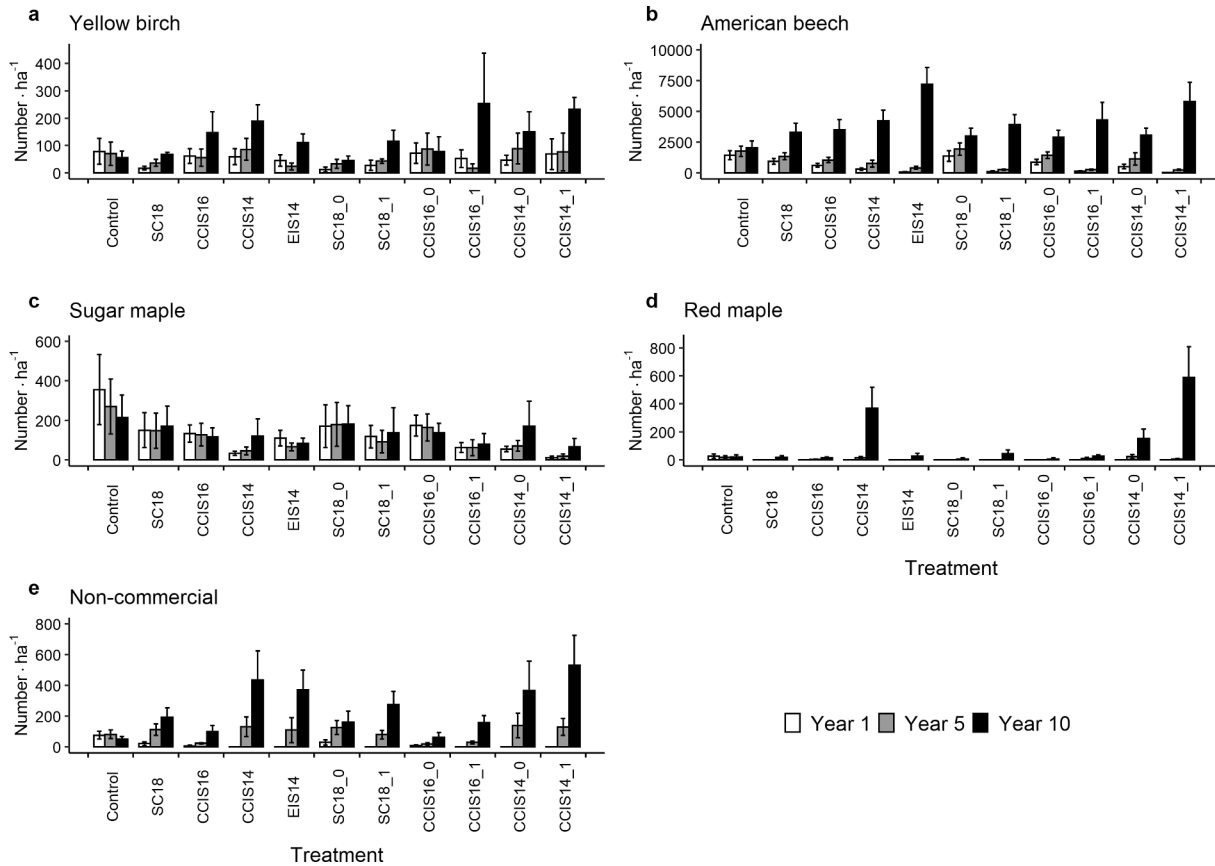 a
Yellow birch
Number · ha⁻¹
400
300
200
100
0
Control
SC18
CCIS16
CCIS14
EIS14
SC18_0
SC18_1
CCIS16_0
CCIS16_1
CCIS14_0
CCIS14_1
b
American beech
Number · ha⁻¹
10000
7500
5000
2500
0
Control
SC18
CCIS16
CCIS14
EIS14
SC18_0
SC18_1
CCIS16_0
CCIS16_1
CCIS14_0
CCIS14_1
c
Sugar maple
Number · ha⁻¹
600
400
200
0
Control
SC18
CCIS16
CCIS14
EIS14
SC18_0
SC18_1
CCIS16_0
CCIS16_1
CCIS14_0
CCIS14_1
d
Red maple
Number · ha⁻¹
800
600
400
200
0
Control
SC18
CCIS16
CCIS14
EIS14
SC18_0
SC18_1
CCIS16_0
CCIS16_1
CCIS14_0
CCIS14_1
Treatment
e
Non-commercial
Number · ha⁻¹
800
600
400
200
0
Control
SC18
CCIS16
CCIS14
EIS14
SC18_0
SC18_1
CCIS16_0
CCIS16_1
CCIS14_0
CCIS14_1
Treatment
Year 1 Year 5 Year 10